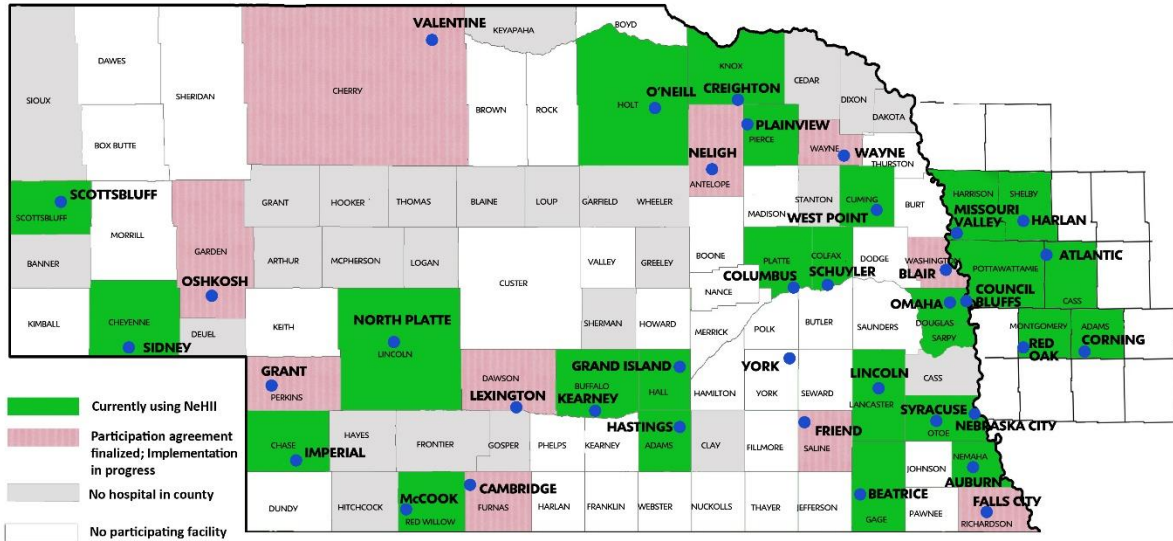 VALENTINE
BOYD
KEYAPAHA
DAWES
KNOX
CEDAR
SIOUX
SHERIDAN
CHERRY
BROWN
ROCK
HOLT
O'NEILL
CREIGHTON
DIXON
DAKOTA
BOX BUTTE
PLAINVIEW
PIERCE
WAYNE
WAYNE
NELIGH
ANTELOPE
THURSTON
SCOTTSBLUFF
SCOTTSBLUFF
GRANT
HOOKER
THOMAS
BLAINE
LOUP
GARFIELD
WHEELER
MADISON
STANTON
CUMING
WEST POINT
BURT
HARRISON
SHELBY
MISSOURI
VALLEY
HARLAN
MORRILL
BANNER
GARDEN
OSHKOSH
ARTHUR
MCPHERSON
LOGAN
CUSTER
VALLEY
GREELEY
BOONE
NANCE
PLATTE
COLFAX
COLUMBUS
SCHUYLER
DODGE
WASHINGTON
BLAIR
POTTAWATTAMIE
ATLANTIC
CASS
COUNCIL
BLUFFS
OMAHA
DOUGLAS
SARPY
KIMBALL
CHEYENNE
SIDNEY
DEUEL
KEITH
NORTH PLATTE
LINCOLN
SHERMAN
HOWARD
MERRICK
POLK
BUTLER
SAUNDERS
MONTGOMERY
ADAMS
RED
OAK
CORNING
GRANT
PERKINS
DAWSON
LEXINGTON
BUFFALO
KEARNEY
GRAND ISLAND
HALL
HAMILTON
YORK
YORK
SEWARD
LINCOLN
LANCASTER
CASS
SYRACUSE
OTOE
NEBRASKA CITY
CHASE
IMPERIAL
HAYES
FRONTIER
GOSPER
PHELPS
KEARNEY
HASTINGS
ADAMS
CLAY
FILLMORE
FRIEND
SALINE
JOHNSON
NEMAHA
AUBURN
DUNDY
HITCHCOCK
McCOOK
RED WILLOW
CAMBRIDGE
FURNAS
HARLAN
FRANKLIN
WEBSTER
NUCKOLLS
THAYER
JEFFERSON
BEATRICE
GAGE
PAWNEE
FALLS CITY
RICHARDSON
Currently using NeHII
Participation agreement
finalized; Implementation
in progress
No hospital in county
No participating facility